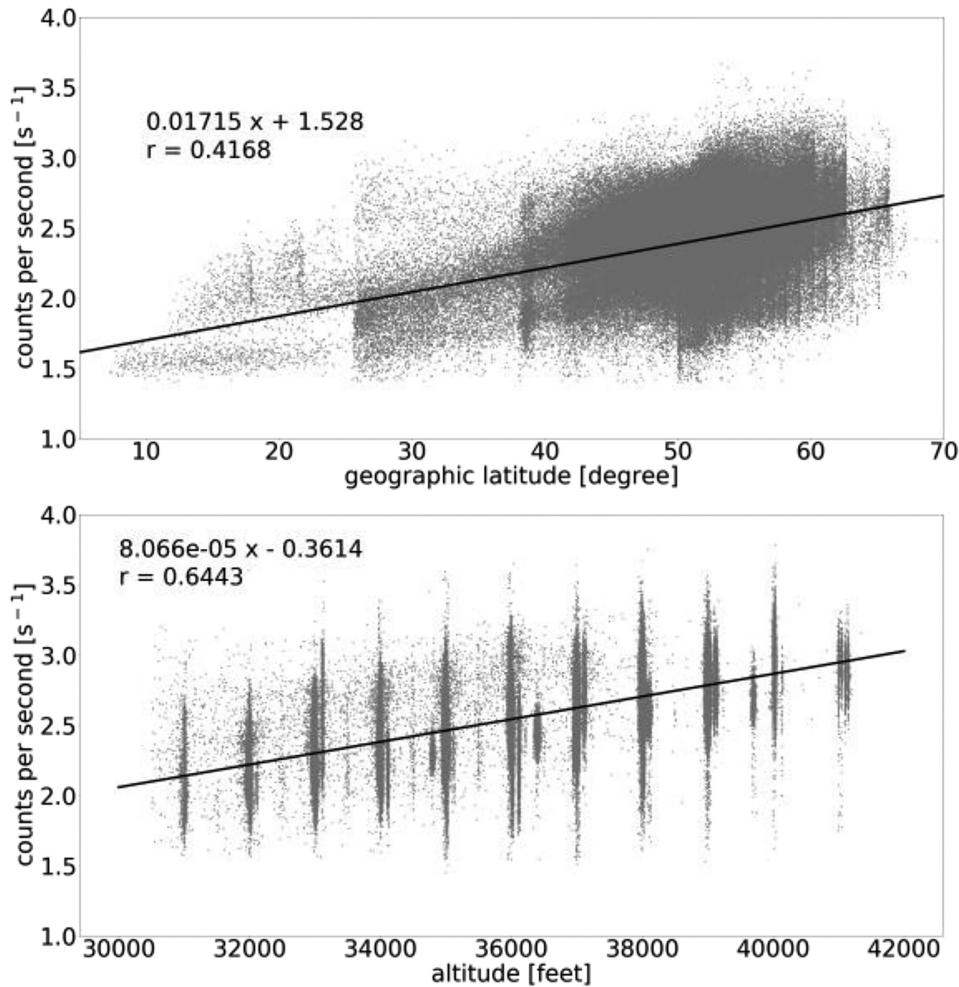 4.0
3.5
3.0
2.5
2.0
1.5
1.0
counts per second [s⁻¹]
0.01715 x + 1.528
r = 0.4168
10 20 30 40 50 60 70
geographic latitude [degree]
4.0
3.5
3.0
2.5
2.0
1.5
1.0
counts per second [s⁻¹]
8.066e-05 x - 0.3614
r = 0.6443
30000 32000 34000 36000 38000 40000 42000
altitude [feet]